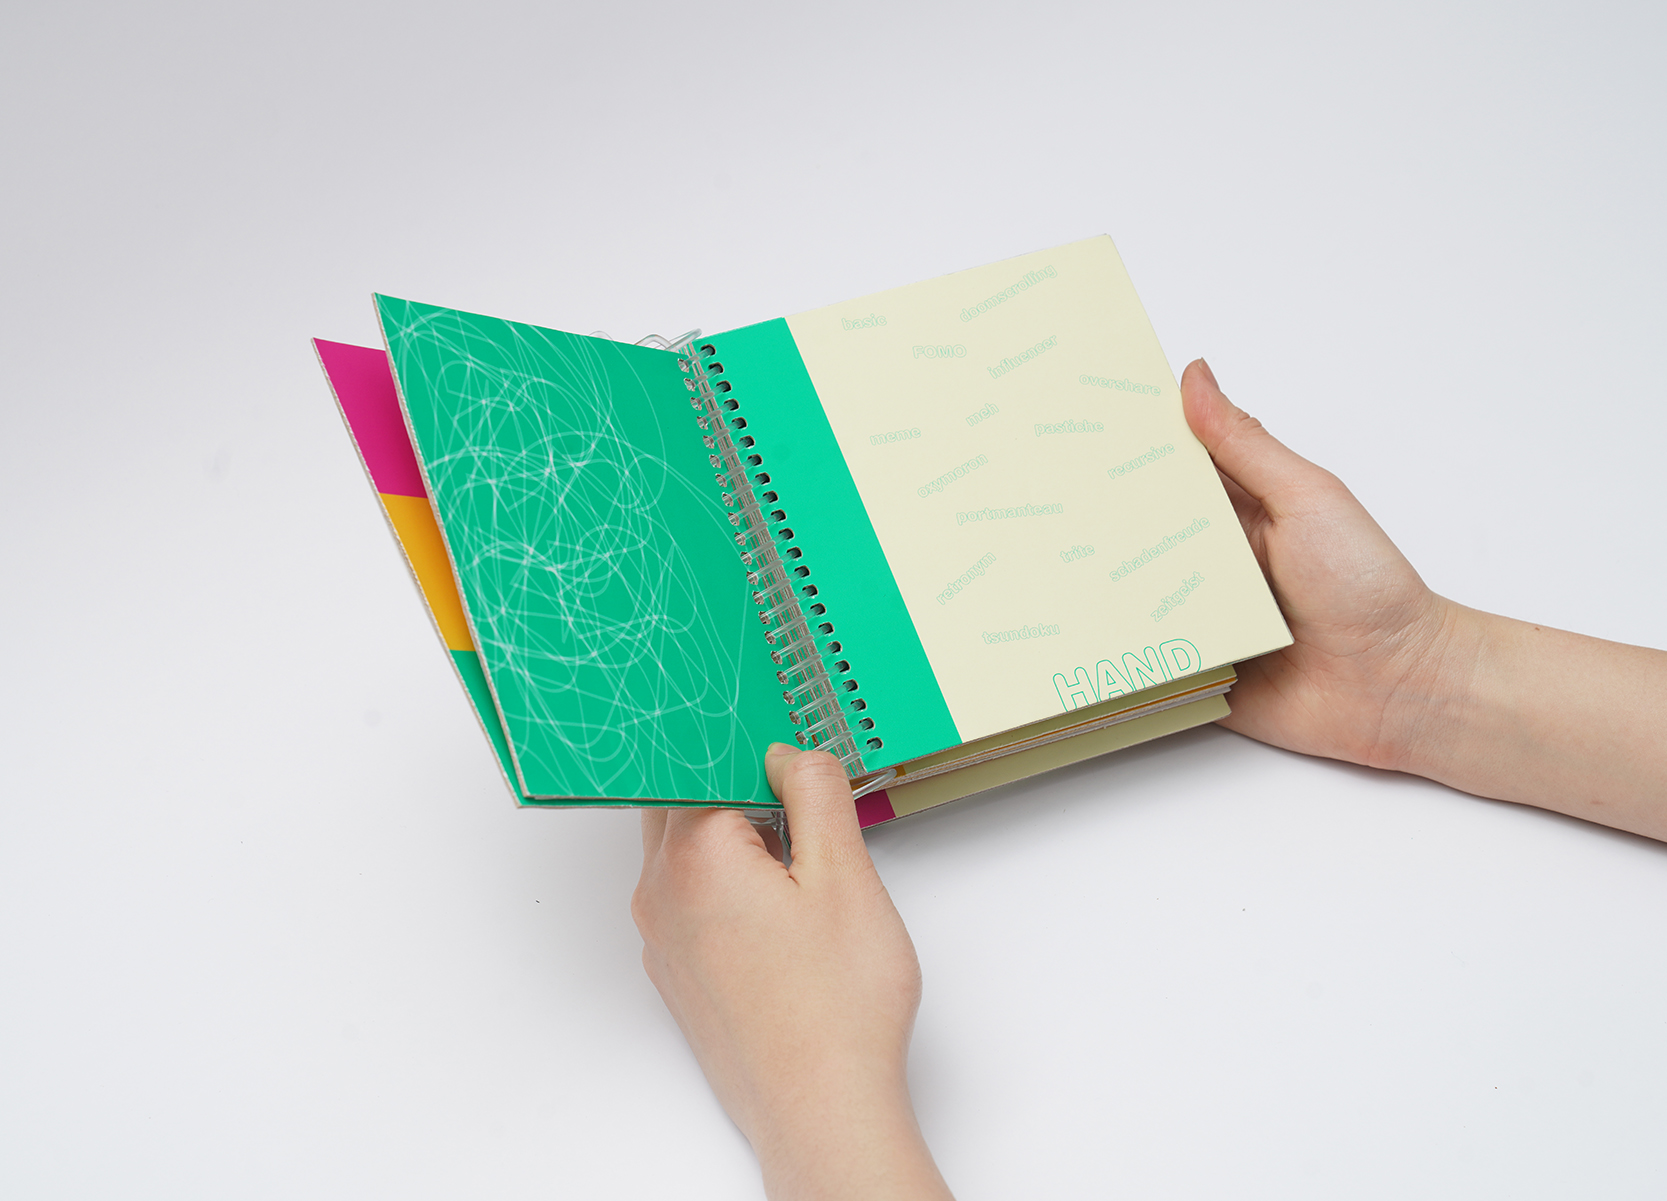 doomscrolling
basic
FOMO
influencer
overshare
meh
meme
pastiche
recursive
oxymoron
portmanteau
schadenfreude
trite
retronym
zeitgeist
tsundoku
HAND